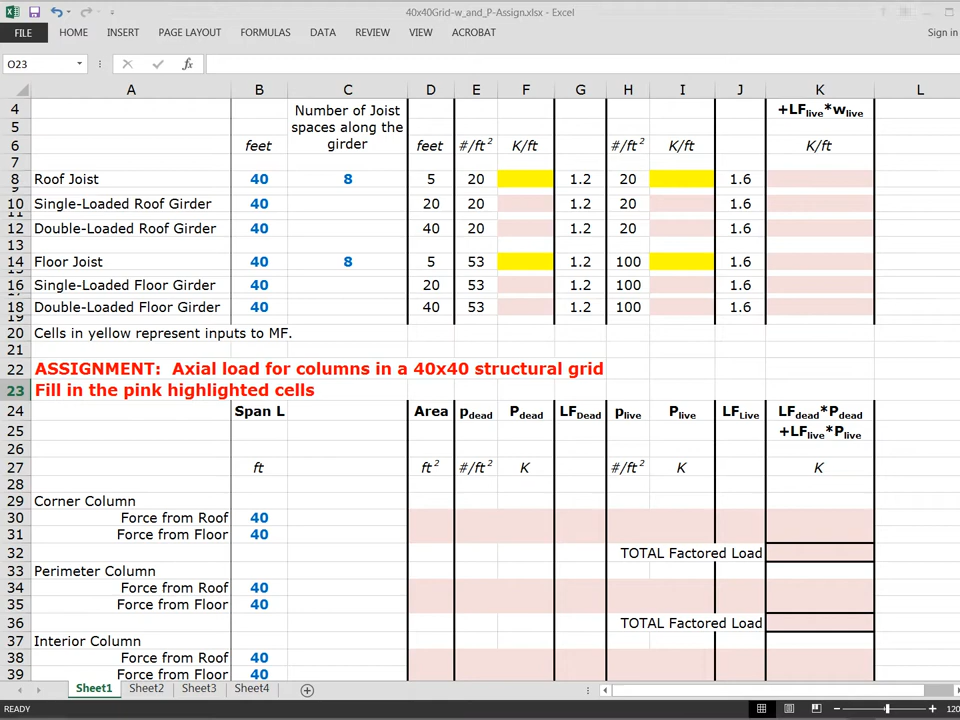 40x40Grid-w_and_P-Assign.xlsx - Excel
FILE HOME INSERT PAGE LAYOUT FORMULAS DATA REVIEW VIEW ACROBAT Sign in
O23 fx
A B C D E F G H I J K L
4 Number of Joist +LFlive*wlive
5 spaces along the
6 feet girder feet #/ft² K/ft #/ft² K/ft K/ft
7
8 Roof Joist 40 8 5 20 1.2 20 1.6
9
10 Single-Loaded Roof Girder 40 20 20 1.2 20 1.6
11
12 Double-Loaded Roof Girder 40 40 20 1.2 20 1.6
13
14 Floor Joist 40 8 5 53 1.2 100 1.6
15
16 Single-Loaded Floor Girder 40 20 53 1.2 100 1.6
17
18 Double-Loaded Floor Girder 40 40 53 1.2 100 1.6
19
20 Cells in yellow represent inputs to MF.
21
22 ASSIGNMENT: Axial load for columns in a 40x40 structural grid
23 Fill in the pink highlighted cells
24 Span L Area pdead Pdead LFDead plive Plive LFLive LFdead*Pdead
25 +LFlive*Plive
26
27 ft ft² #/ft² K #/ft² K K
28
29 Corner Column
30 Force from Roof 40
31 Force from Floor 40
32 TOTAL Factored Load
33 Perimeter Column
34 Force from Roof 40
35 Force from Floor 40
36 TOTAL Factored Load
37 Interior Column
38 Force from Roof 40
39 Force from Floor 40
Sheet1 Sheet2 Sheet3 Sheet4
READY 120